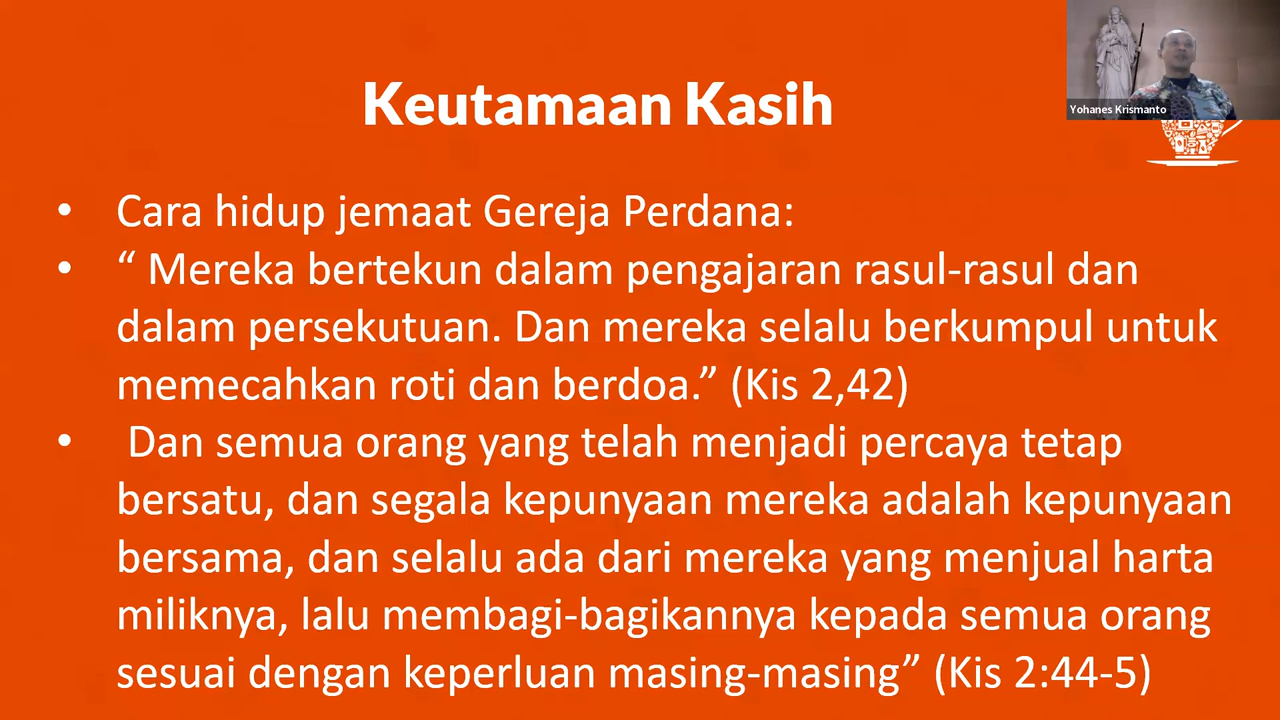 Keutamaan Kasih
Yohanes Krismanto
• Cara hidup jemaat Gereja Perdana:
• “ Mereka bertekun dalam pengajaran rasul-rasul dan
dalam persekutuan. Dan mereka selalu berkumpul untuk
memecahkan roti dan berdoa.” (Kis 2,42)
• Dan semua orang yang telah menjadi percaya tetap
bersatu, dan segala kepunyaan mereka adalah kepunyaan
bersama, dan selalu ada dari mereka yang menjual harta
miliknya, lalu membagi-bagikannya kepada semua orang
sesuai dengan keperluan masing-masing” (Kis 2:44-5)